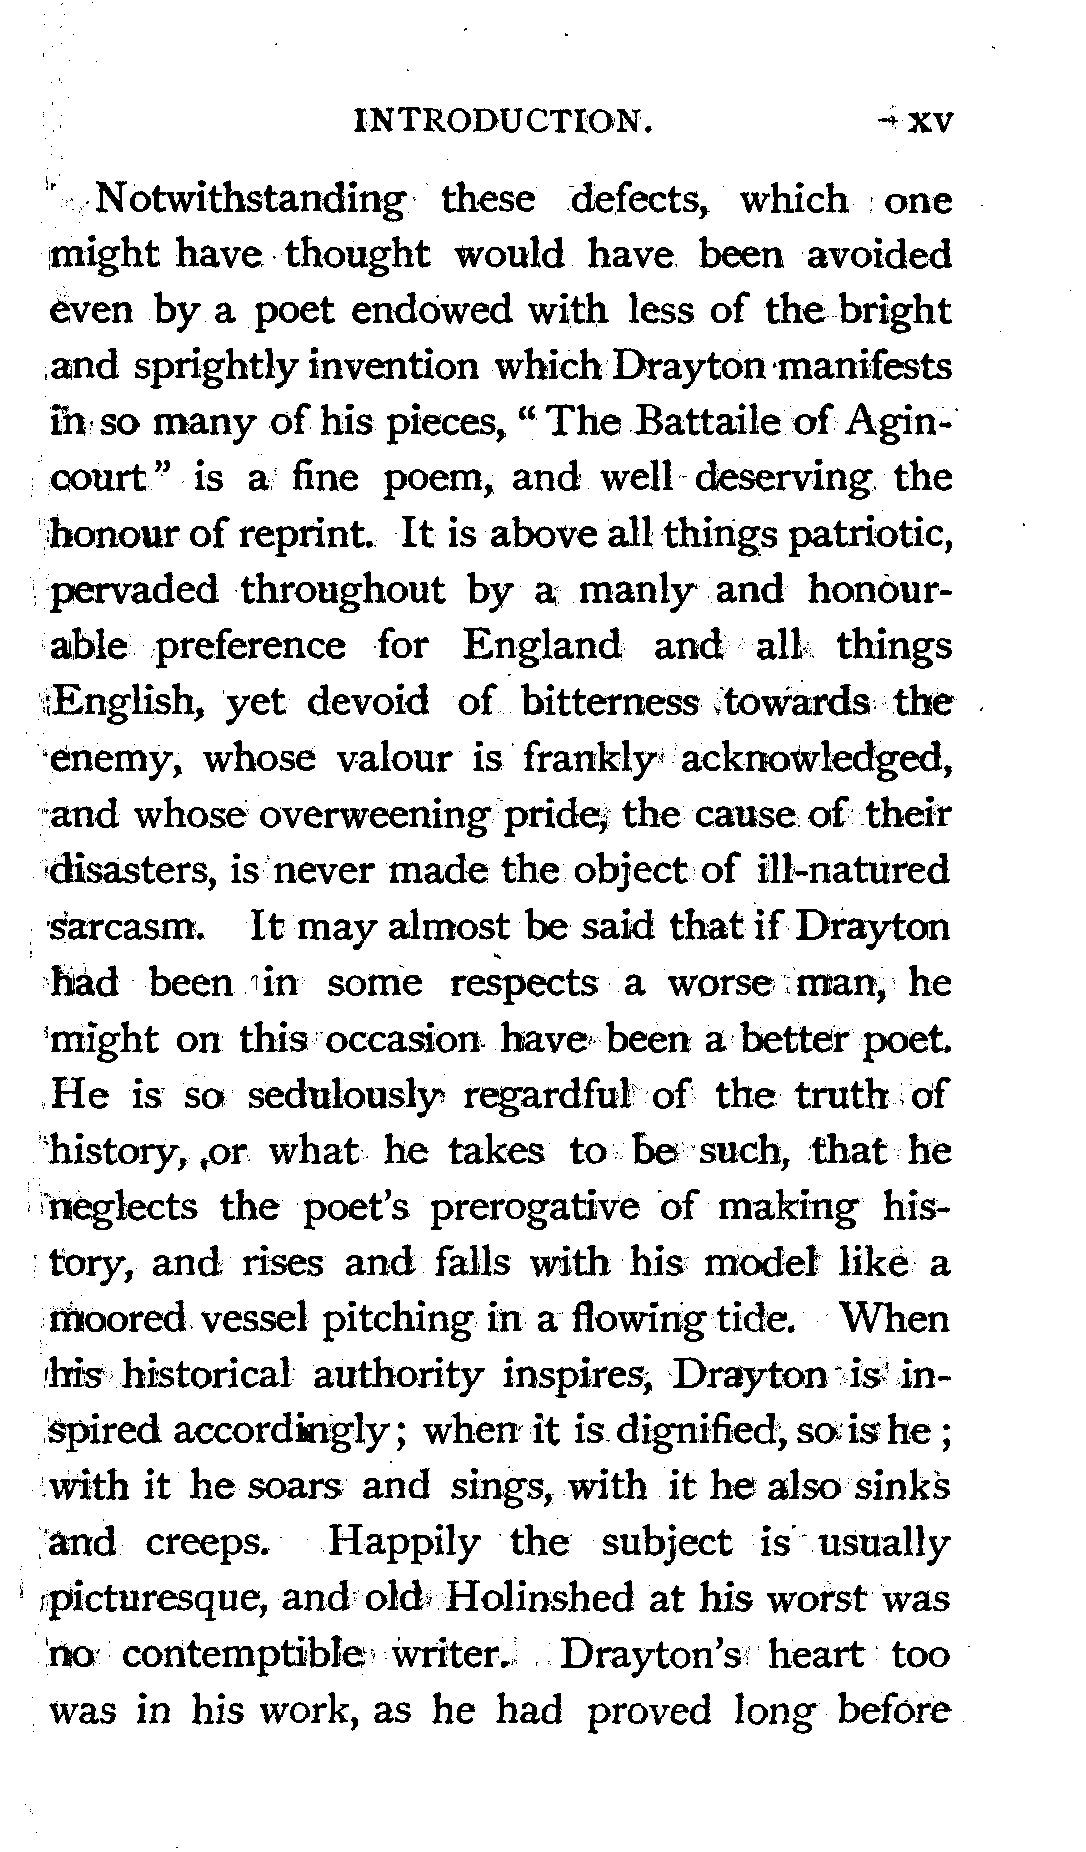 INTRODUCTION. xv
Notwithstanding these defects, which one
might have thought would have been avoided
even by a poet endowed with less of the bright
and sprightly invention which Drayton manifests
in so many of his pieces, “The Battaile of Agin-
court” is a fine poem, and well deserving the
honour of reprint. It is above all things patriotic,
pervaded throughout by a manly and honour-
able preference for England and all things
English, yet devoid of bitterness towards the
enemy, whose valour is frankly acknowledged,
and whose overweening pride, the cause of their
disasters, is never made the object of ill-natured
sarcasm. It may almost be said that if Drayton
had been in some respects a worse man, he
might on this occasion have been a better poet.
He is so sedulously regardful of the truth of
history, or what he takes to be such, that he
neglects the poet's prerogative of making his-
tory, and rises and falls with his model like a
moored vessel pitching in a flowing tide. When
his historical authority inspires, Drayton is in-
spired accordingly; when it is dignified, so is he;
with it he soars and sings, with it he also sinks
and creeps. Happily the subject is usually
picturesque, and old Holinshed at his worst was
no contemptible writer. Drayton's heart too
was in his work, as he had proved long before